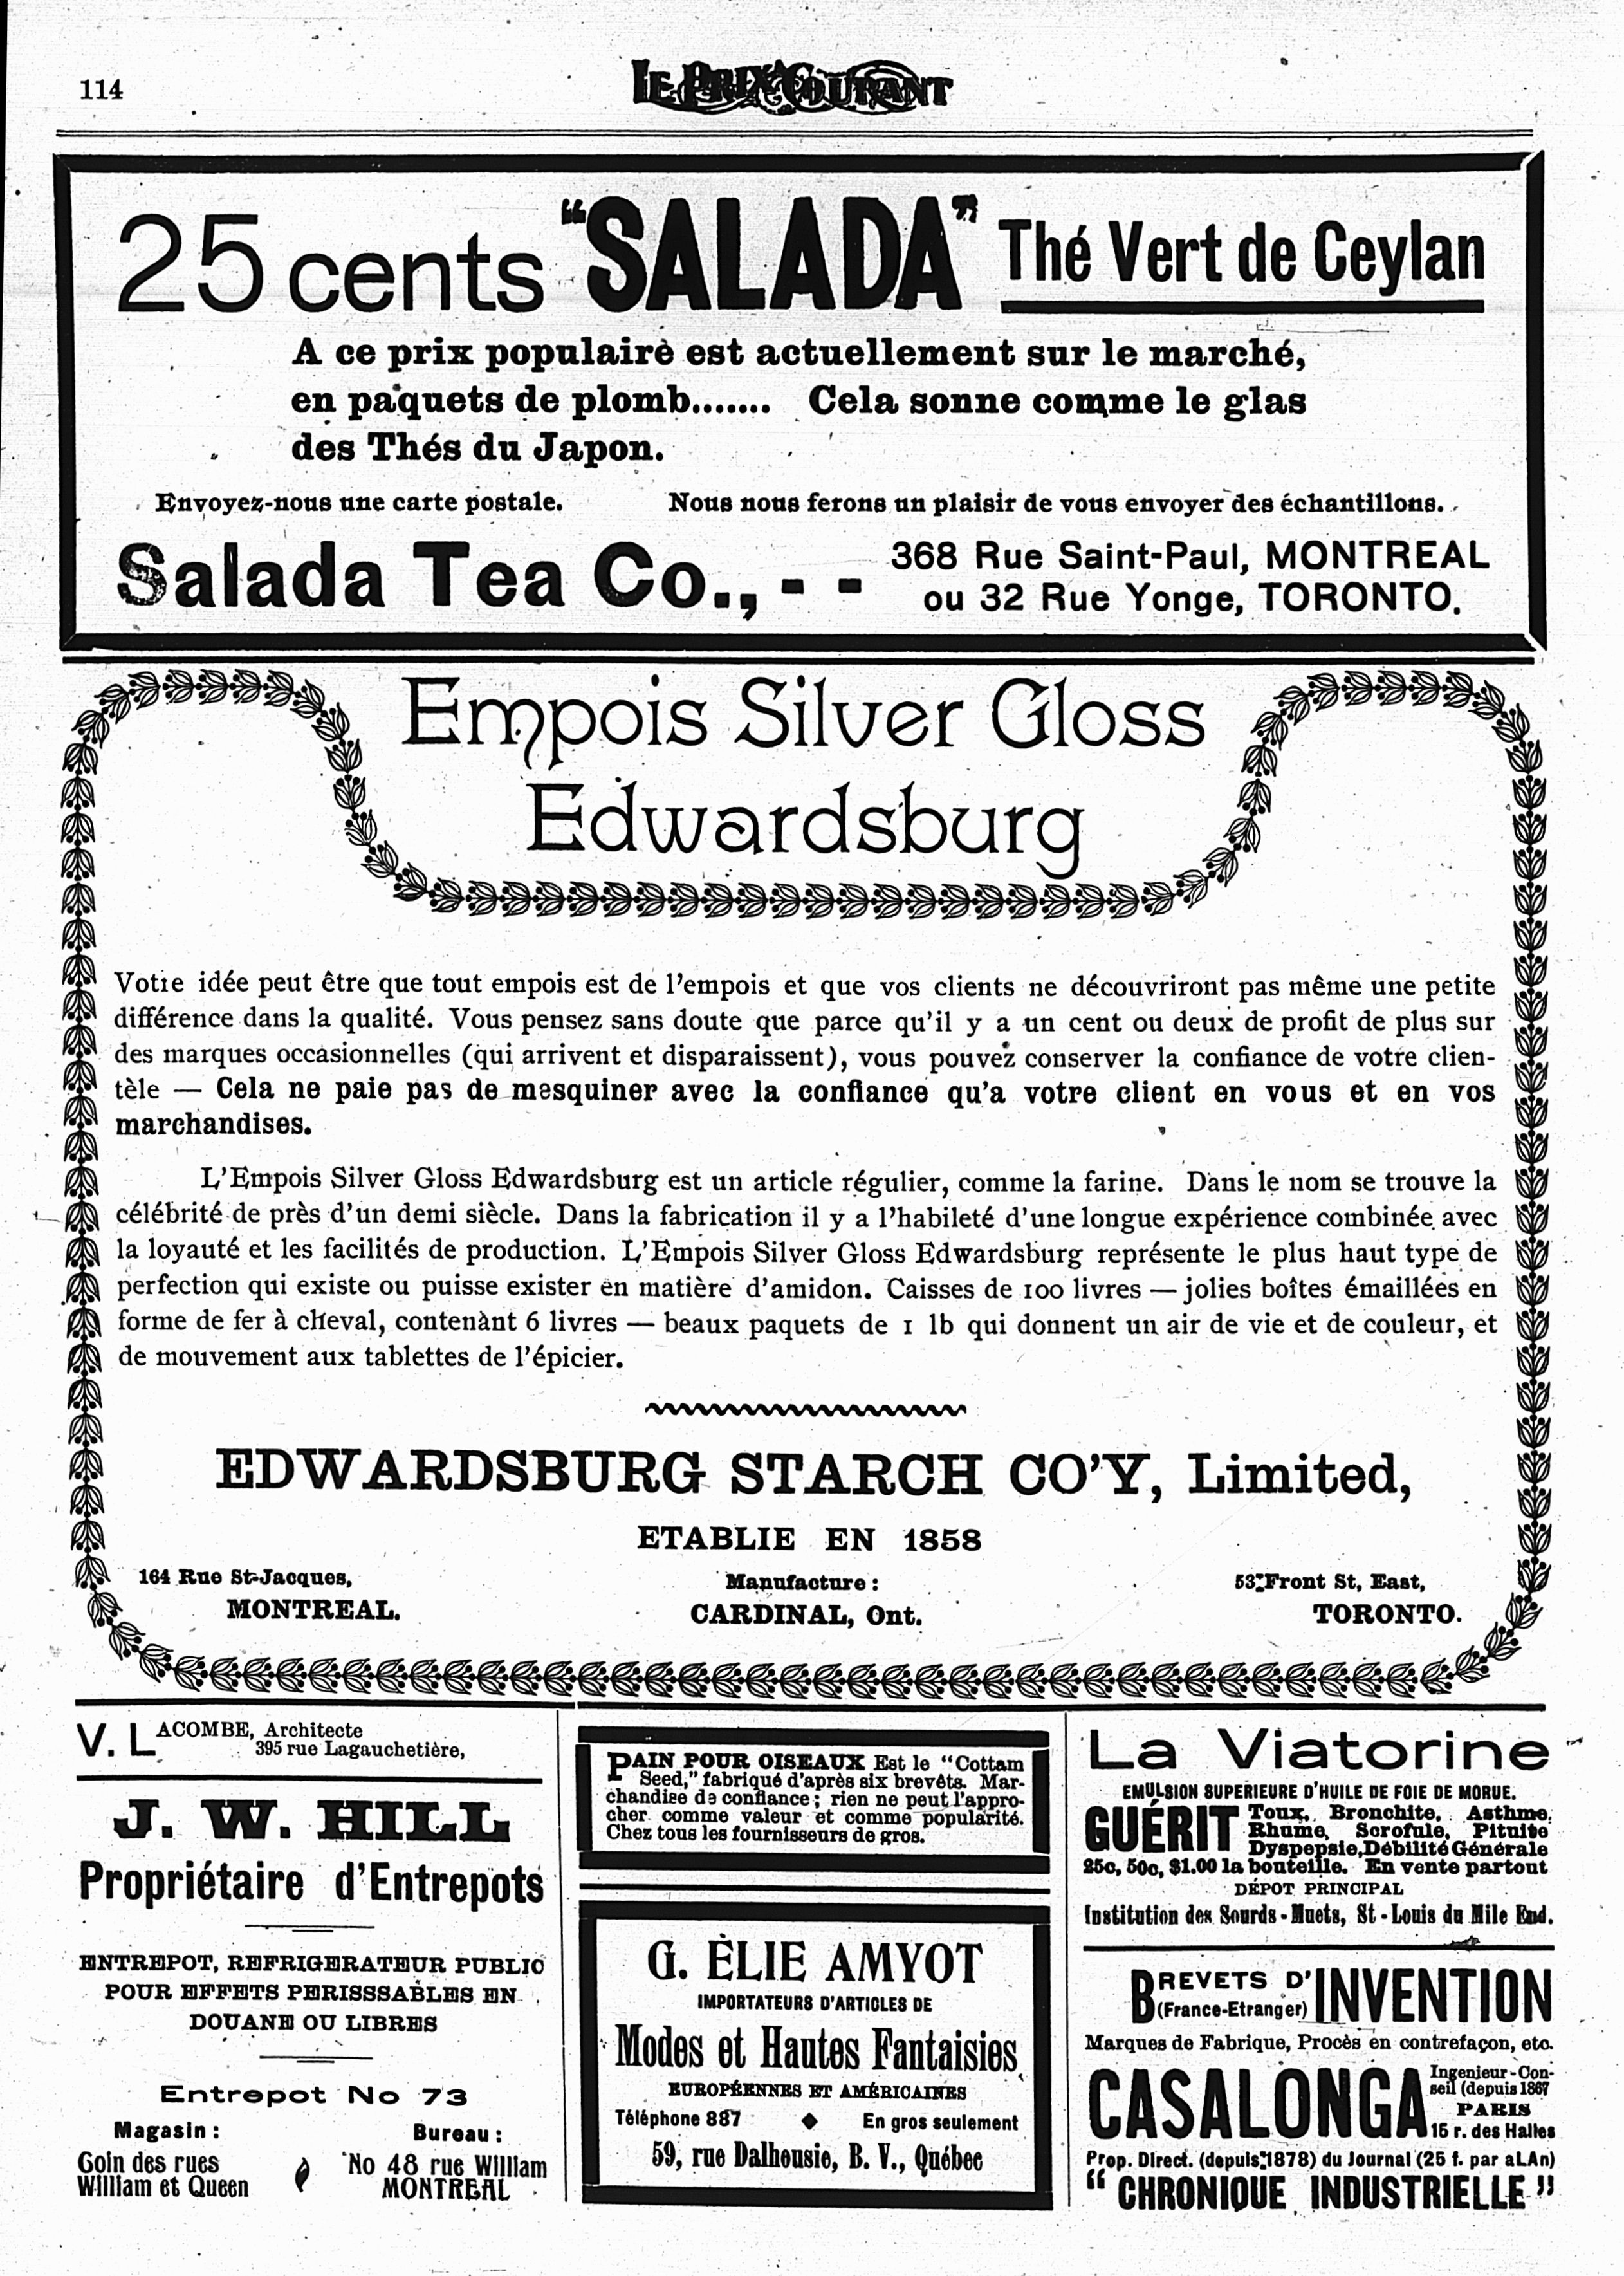 114
LE PRIX COURANT
25 cents "SALADA" Thé Vert de Ceylan
A ce prix populaire est actuellement sur le marché,
en paquets de plomb....... Cela sonne comme le glas
des Thés du Japon.
Envoyez-nous une carte postale. Nous nous ferons un plaisir de vous envoyer des échantillons.
Salada Tea Co., - - 368 Rue Saint-Paul, MONTREAL
ou 32 Rue Yonge, TORONTO.
Empois Silver Gloss
Edwardsburg
Votre idée peut être que tout empois est de l'empois et que vos clients ne découvriront pas même une petite
différence dans la qualité. Vous pensez sans doute que parce qu'il y a un cent ou deux de profit de plus sur
des marques occasionnelles (qui arrivent et disparaissent), vous pouvez conserver la confiance de votre clien-
tèle — Cela ne paie pas de mesquiner avec la confiance qu'a votre client en vous et en vos
marchandises.
L'Empois Silver Gloss Edwardsburg est un article régulier, comme la farine. Dans le nom se trouve la
célébrité de près d'un demi siècle. Dans la fabrication il y a l'habileté d'une longue expérience combinée avec
la loyauté et les facilités de production. L'Empois Silver Gloss Edwardsburg représente le plus haut type de
perfection qui existe ou puisse exister en matière d'amidon. Caisses de 100 livres — jolies boîtes émaillées en
forme de fer à cheval, contenant 6 livres — beaux paquets de 1 lb qui donnent un air de vie et de couleur, et
de mouvement aux tablettes de l'épicier.
EDWARDSBURG STARCH CO'Y, Limited,
ETABLIE EN 1858
164 Rue St-Jacques,
MONTREAL.
Manufacture :
CARDINAL, Ont.
53 Front St, East,
TORONTO.
V. LACOMBE, Architecte
395 rue Lagauchetière,
J. W. HILL
Propriétaire d'Entrepots
ENTREPOT, REFRIGERATEUR PUBLIC
POUR EFFETS PERISSSABLES EN
DOUANE OU LIBRES
Entrepot No 73
Magasin :
Coin des rues
William et Queen
Bureau :
No 48 rue William
MONTREAL
PAIN POUR OISEAUX Est le "Cottam
Seed," fabriqué d'après six brevêts. Mar-
chandise de confiance ; rien ne peut l'appro-
cher comme valeur et comme popularité.
Chez tous les fournisseurs de gros.
G. ÉLIE AMYOT
IMPORTATEURS D'ARTICLES DE
Modes et Hautes Fantaisies
EUROPÉENNES ET AMÉRICAINES
Téléphone 887 ◆ En gros seulement
59, rue Dalhousie, B. V., Québec
La Viatorine
EMULSION SUPERIEURE D'HUILE DE FOIE DE MORUE.
GUÉRIT Toux, Bronchite, Asthme,
Rhume, Scrofule, Pituite
Dyspepsie, Débilité Générale
25c, 50c, $1.00 la bouteille. En vente partout
DÉPOT PRINCIPAL
Institution des Sourds-Muets, St-Louis du Mile End.
BREVETS D'INVENTION
(France-Etranger)
Marques de Fabrique, Procès en contrefaçon, etc.
CASALONGA Ingenieur-Con-
seil (depuis 1867
PARIS
15 r. des Halles
Prop. Direct. (depuis 1878) du Journal (25 f. par aLAn)
"CHRONIQUE INDUSTRIELLE"